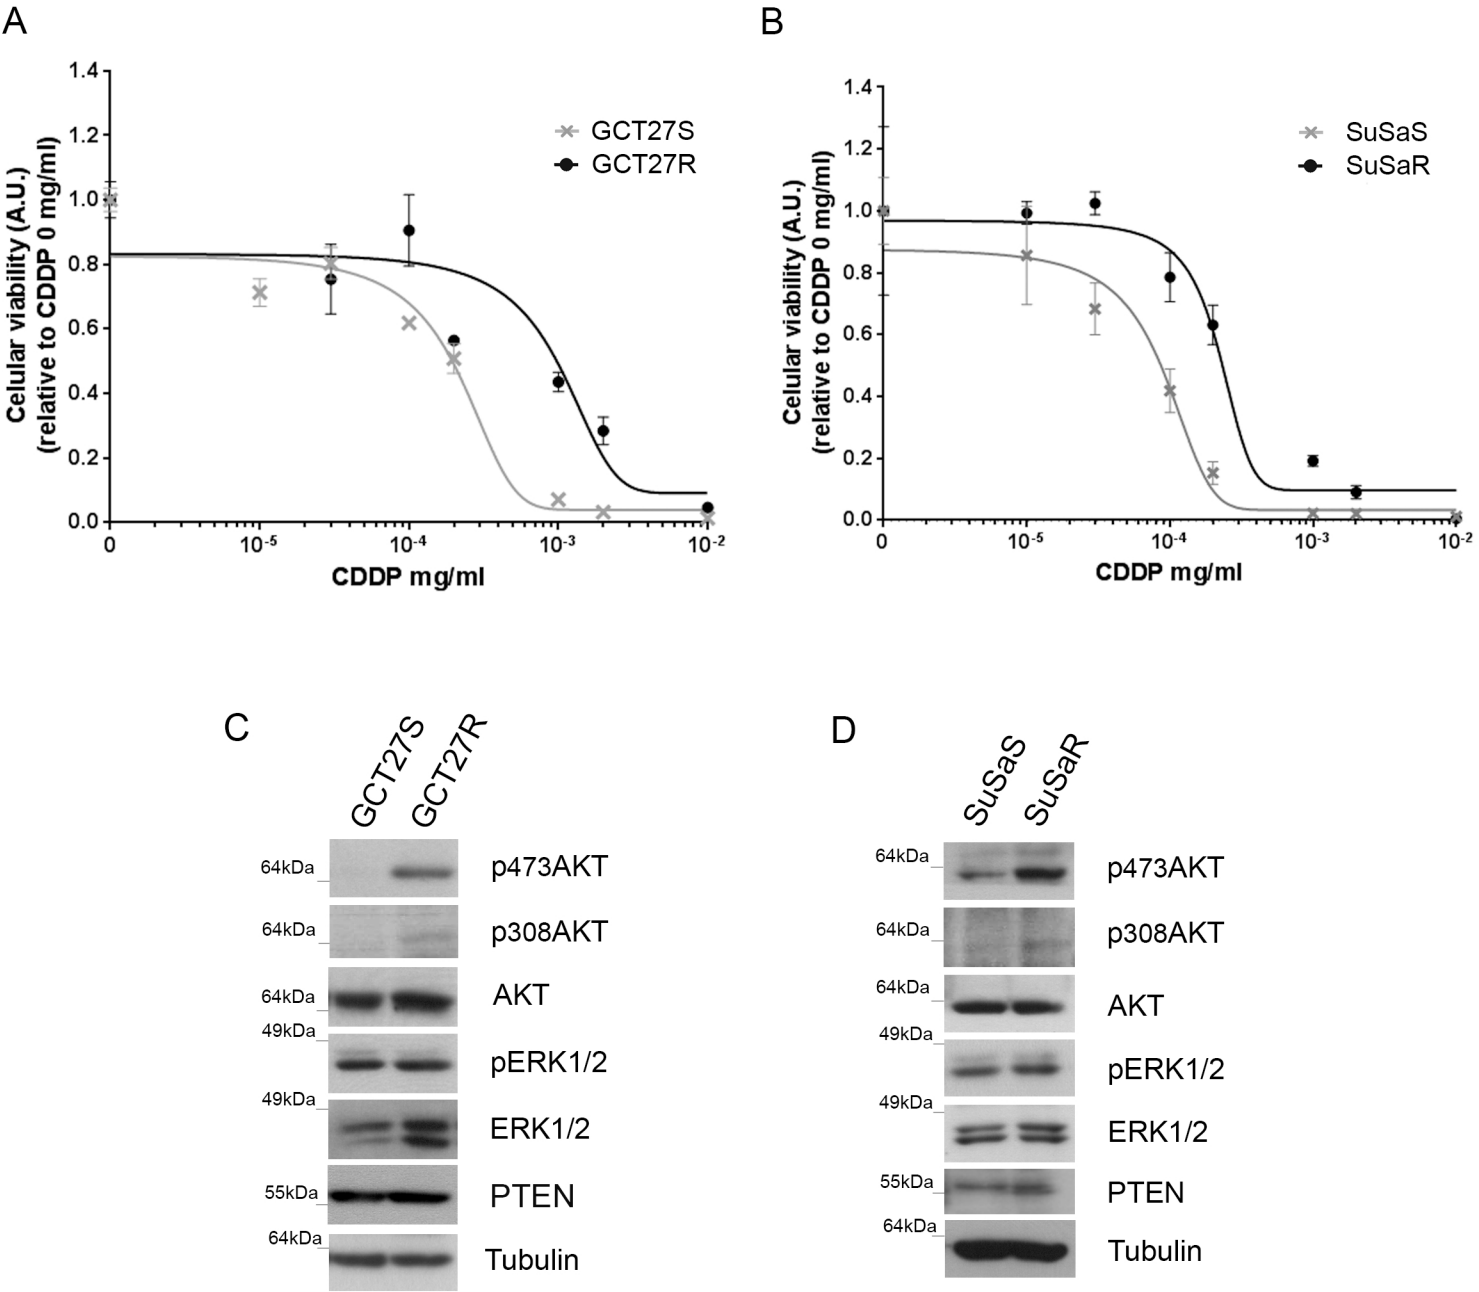 A
Celular viability (A.U.)
(relative to CDDP 0 mg/ml)
1.4
1.2
1.0
0.8
0.6
0.4
0.2
0.0
0
10-5
10-4
10-3
10-2
CDDP mg/ml
GCT27S
GCT27R
B
Celular viability (A.U.)
(relative to CDDP 0 mg/ml)
1.4
1.2
1.0
0.8
0.6
0.4
0.2
0.0
0
10-5
10-4
10-3
10-2
CDDP mg/ml
SuSaS
SuSaR
C
GCT27S
GCT27R
64kDa
p473AKT
64kDa
p308AKT
64kDa
AKT
49kDa
pERK1/2
49kDa
ERK1/2
55kDa
PTEN
64kDa
Tubulin
D
SuSaS
SuSaR
64kDa
p473AKT
64kDa
p308AKT
64kDa
AKT
49kDa
pERK1/2
49kDa
ERK1/2
55kDa
PTEN
64kDa
Tubulin